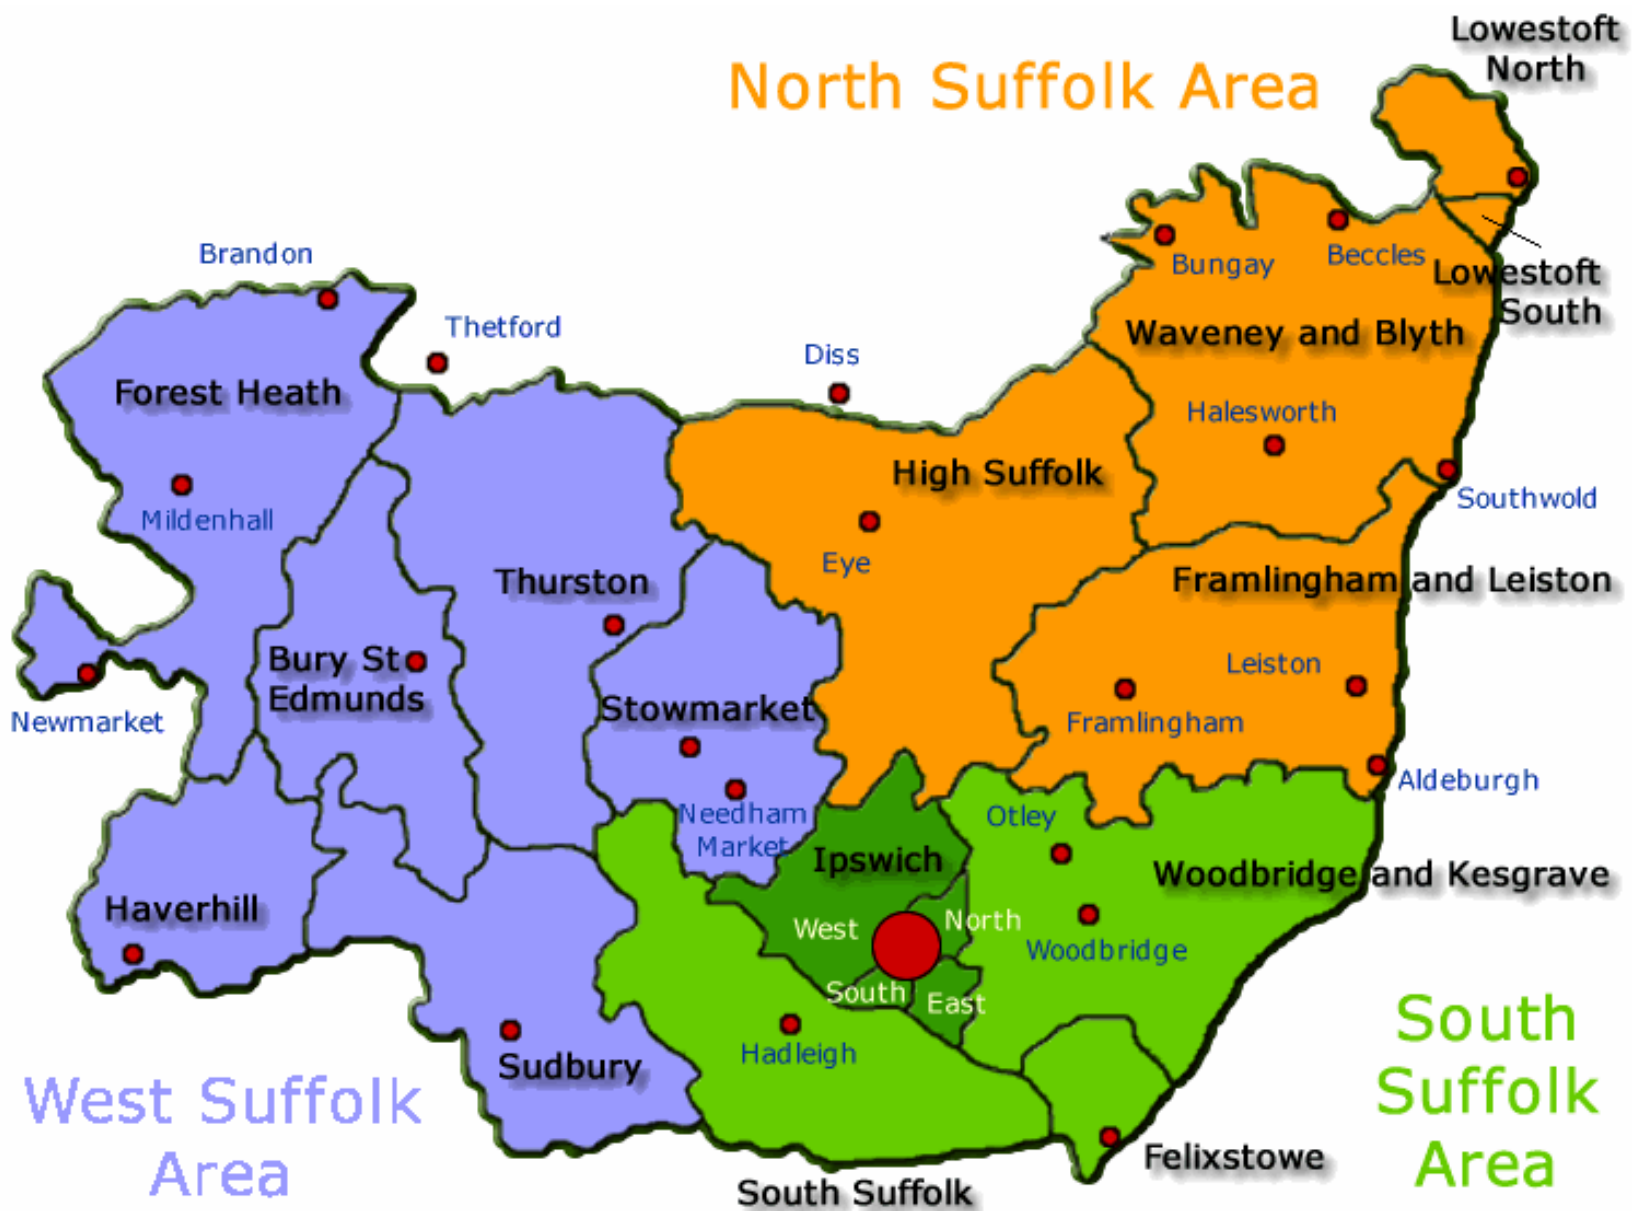 Lowestoft
North
North Suffolk Area
Brandon
Bungay
Beccles
Lowestoft
South
Thetford
Waveney and Blyth
Diss
Forest Heath
Halesworth
High Suffolk
Southwold
Mildenhall
Eye
Thurston
Framlingham and Leiston
Bury St
Edmunds
Leiston
Stowmarket
Newmarket
Framlingham
Aldeburgh
Needham
Market
Otley
Ipswich
Woodbridge and Kesgrave
Haverhill
West
North
Woodbridge
South
East
Hadleigh
Sudbury
South
Suffolk
Area
West Suffolk
Area
Felixstowe
South Suffolk